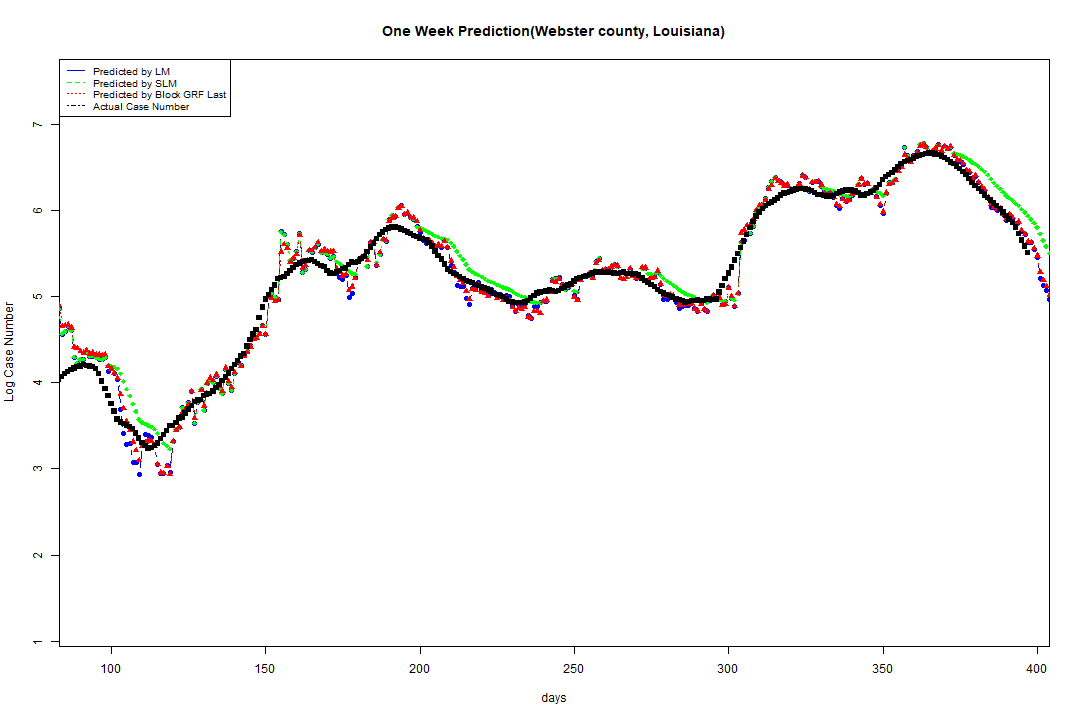 One Week Prediction(Webster county, Louisiana)
Predicted by LM
Predicted by SLM
Predicted by Block GRF Last
Actual Case Number
7
6
5
4
3
2
1
Log Case Number
100 150 200 250 300 350 400
days